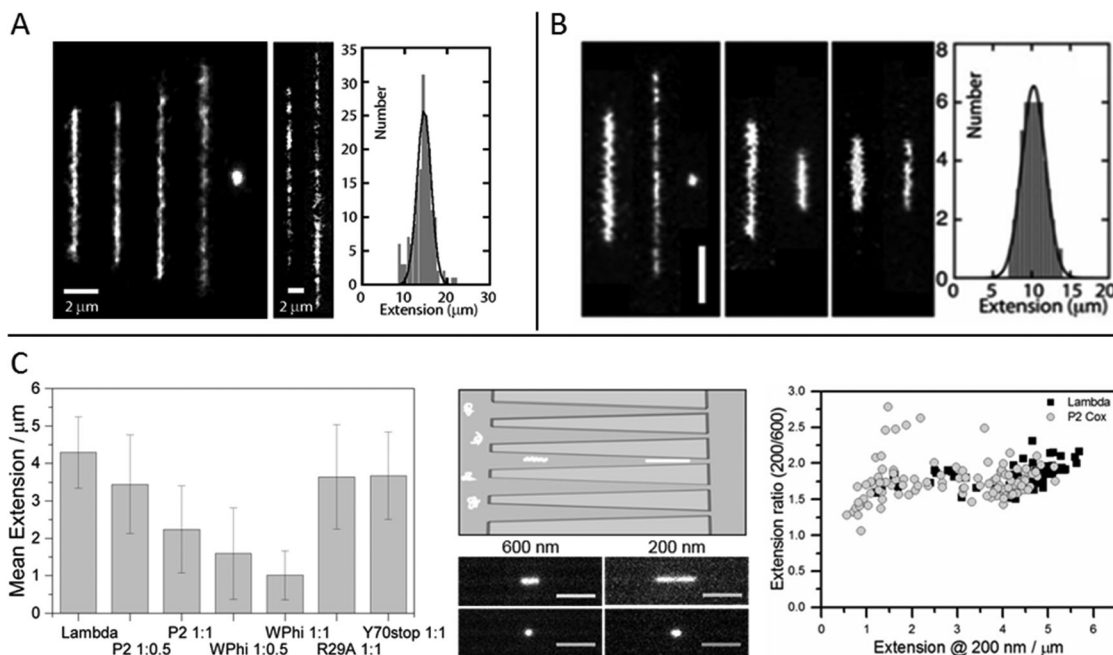 A
2 μm
2 μm
Number
35
30
25
20
15
10
5
0
0
10
20
30
Extension (μm)
B
Number
8
6
4
2
0
0
5
10
15
20
Extension (μm)
C
Mean Extension / μm
6
5
4
3
2
1
0
Lambda
P2 1:0.5
P2 1:1
WPhi 1:0.5
WPhi 1:1
R29A 1:1
Y70stop 1:1
600 nm
200 nm
Extension ratio (200/600)
3.0
2.5
2.0
1.5
1.0
0.5
0.0
Lambda
P2 Cox
0
1
2
3
4
5
6
Extension @ 200 nm / μm